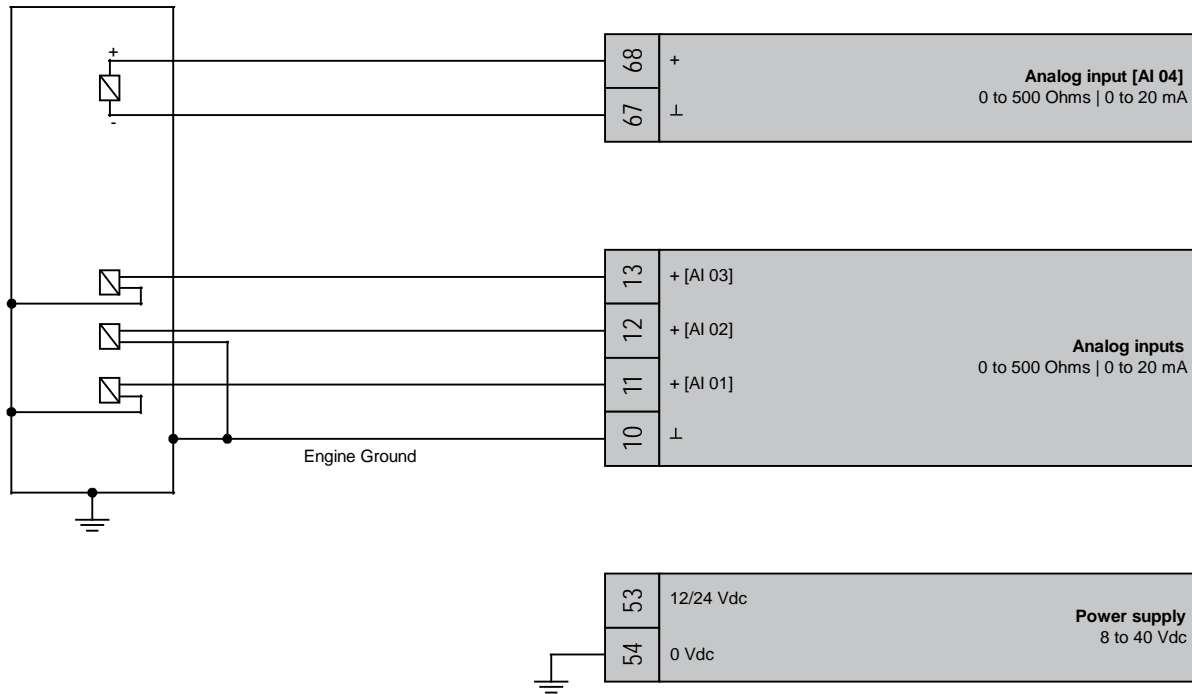 +
-
68
+
67
⊥
Analog input [AI 04]
0 to 500 Ohms | 0 to 20 mA
13
+ [AI 03]
12
+ [AI 02]
11
+ [AI 01]
10
⊥
Analog inputs
0 to 500 Ohms | 0 to 20 mA
Engine Ground
53
12/24 Vdc
54
0 Vdc
Power supply
8 to 40 Vdc